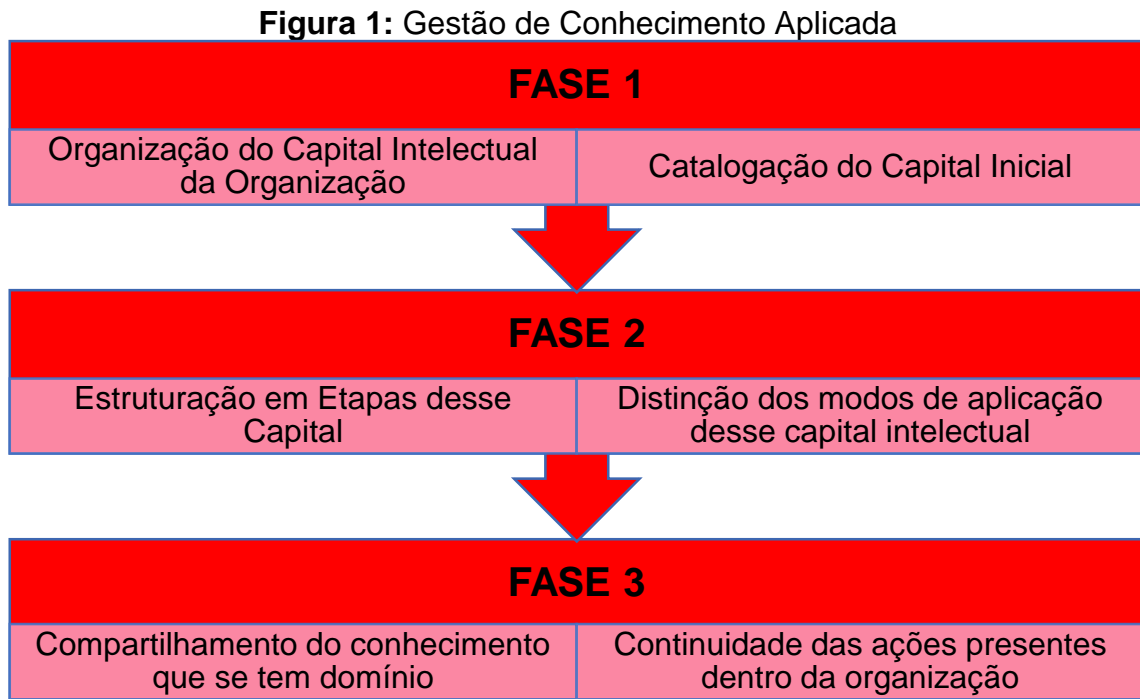 Figura 1: Gestão de Conhecimento Aplicada
FASE 1
Organização do Capital Intelectual
da Organização
Catalogação do Capital Inicial
FASE 2
Estruturação em Etapas desse
Capital
Distinção dos modos de aplicação
desse capital intelectual
FASE 3
Compartilhamento do conhecimento
que se tem domínio
Continuidade das ações presentes
dentro da organização